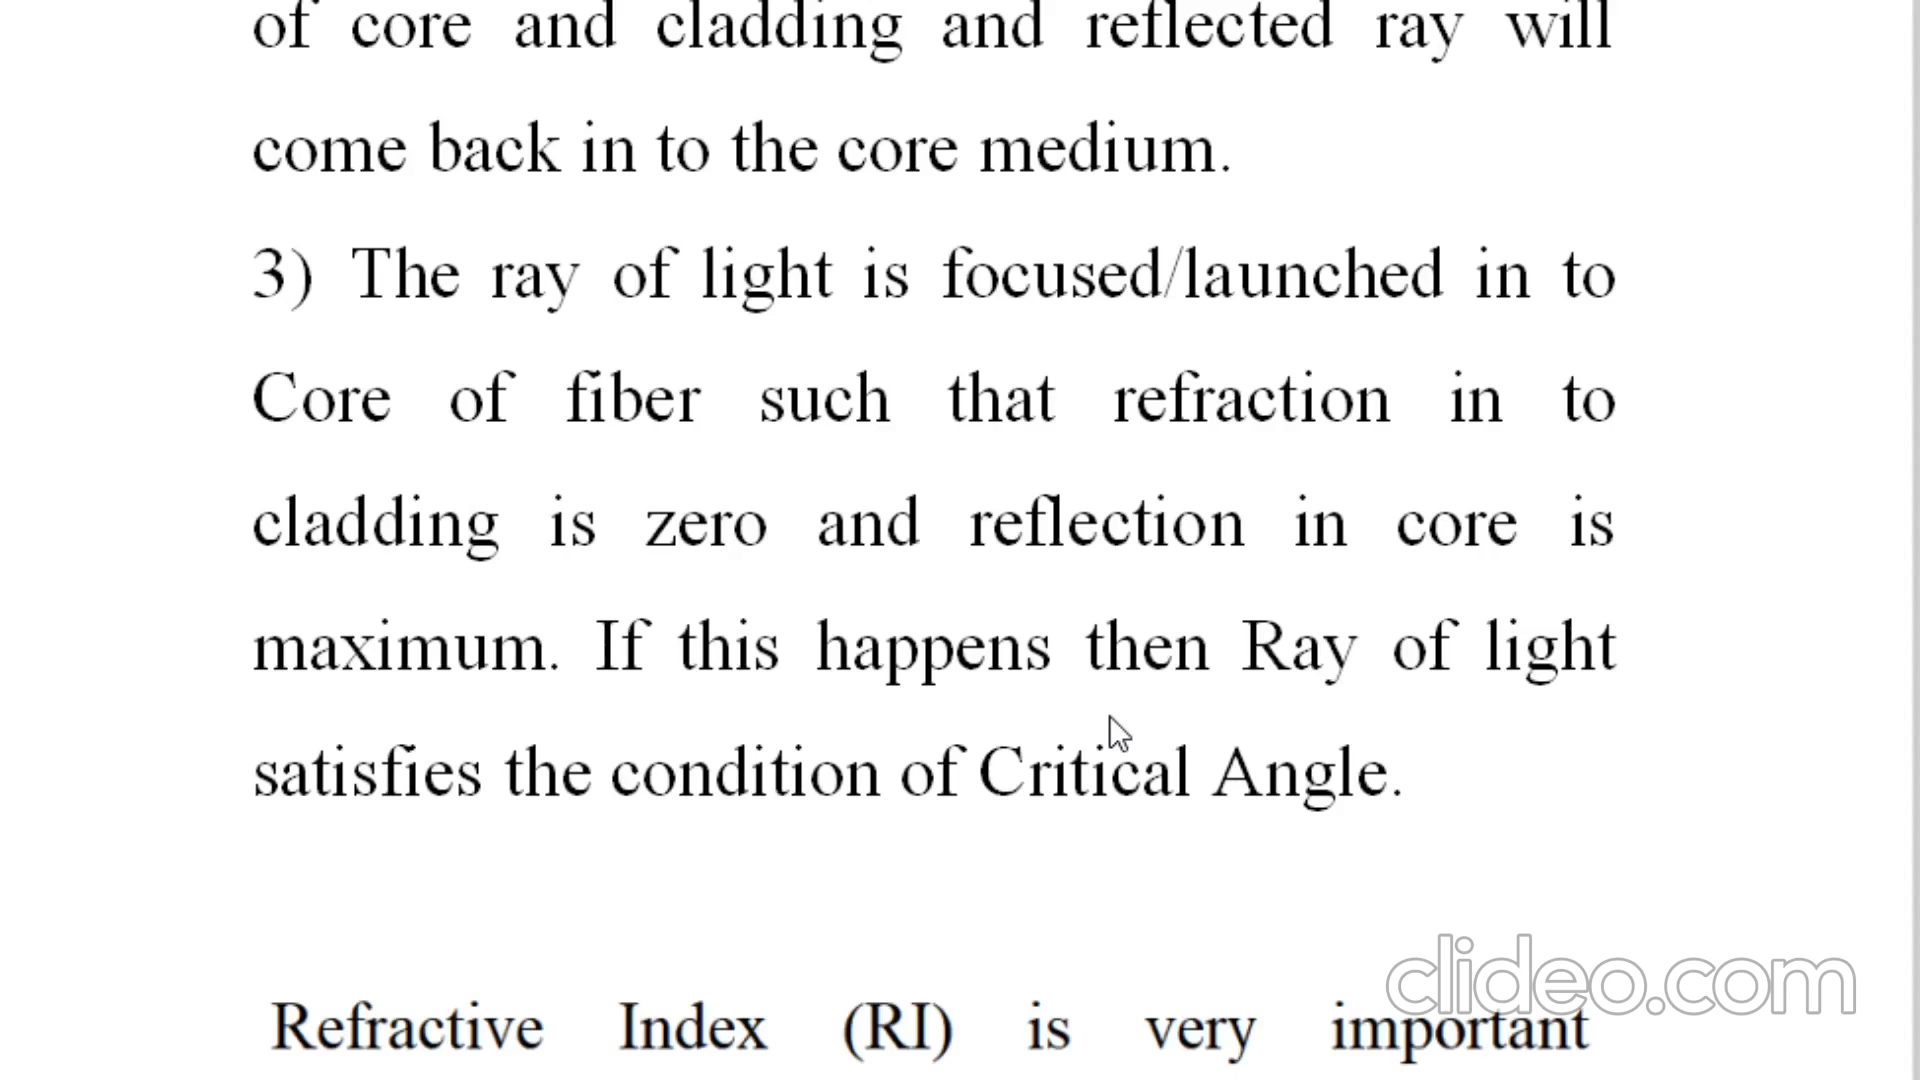 of core and cladding and reflected ray will
come back in to the core medium.
3) The ray of light is focused/launched in to
Core of fiber such that refraction in to
cladding is zero and reflection in core is
maximum. If this happens then Ray of light
satisfies the condition of Critical Angle.
clideo.com
Refractive Index (RI) is very important